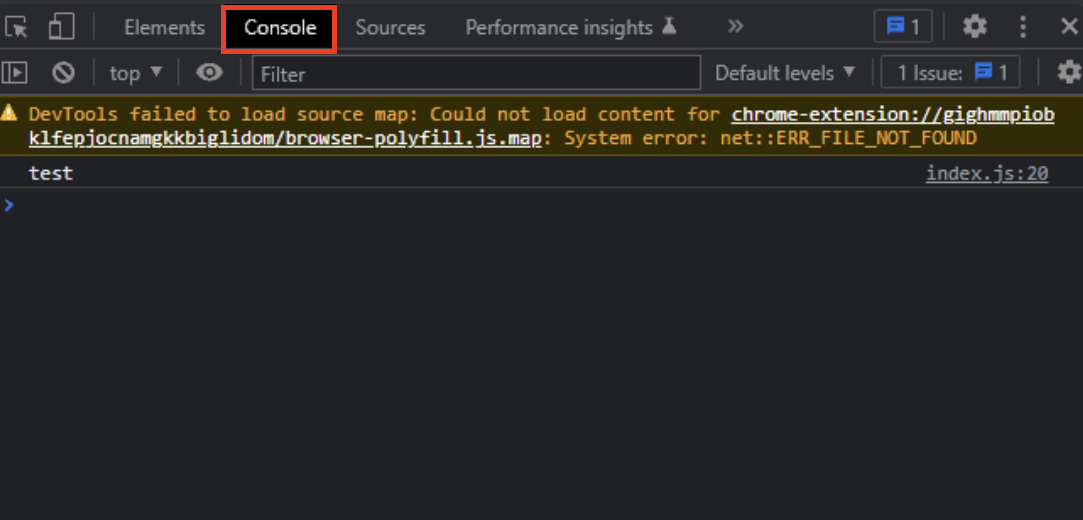 Elements Console Sources Performance insights » 1
top Filter Default levels 1 Issue: 1
DevTools failed to load source map: Could not load content for chrome-extension://gighmmpiob
klfepjocnamgkkbiglidom/browser-polyfill.js.map: System error: net::ERR_FILE_NOT_FOUND
test index.js:20